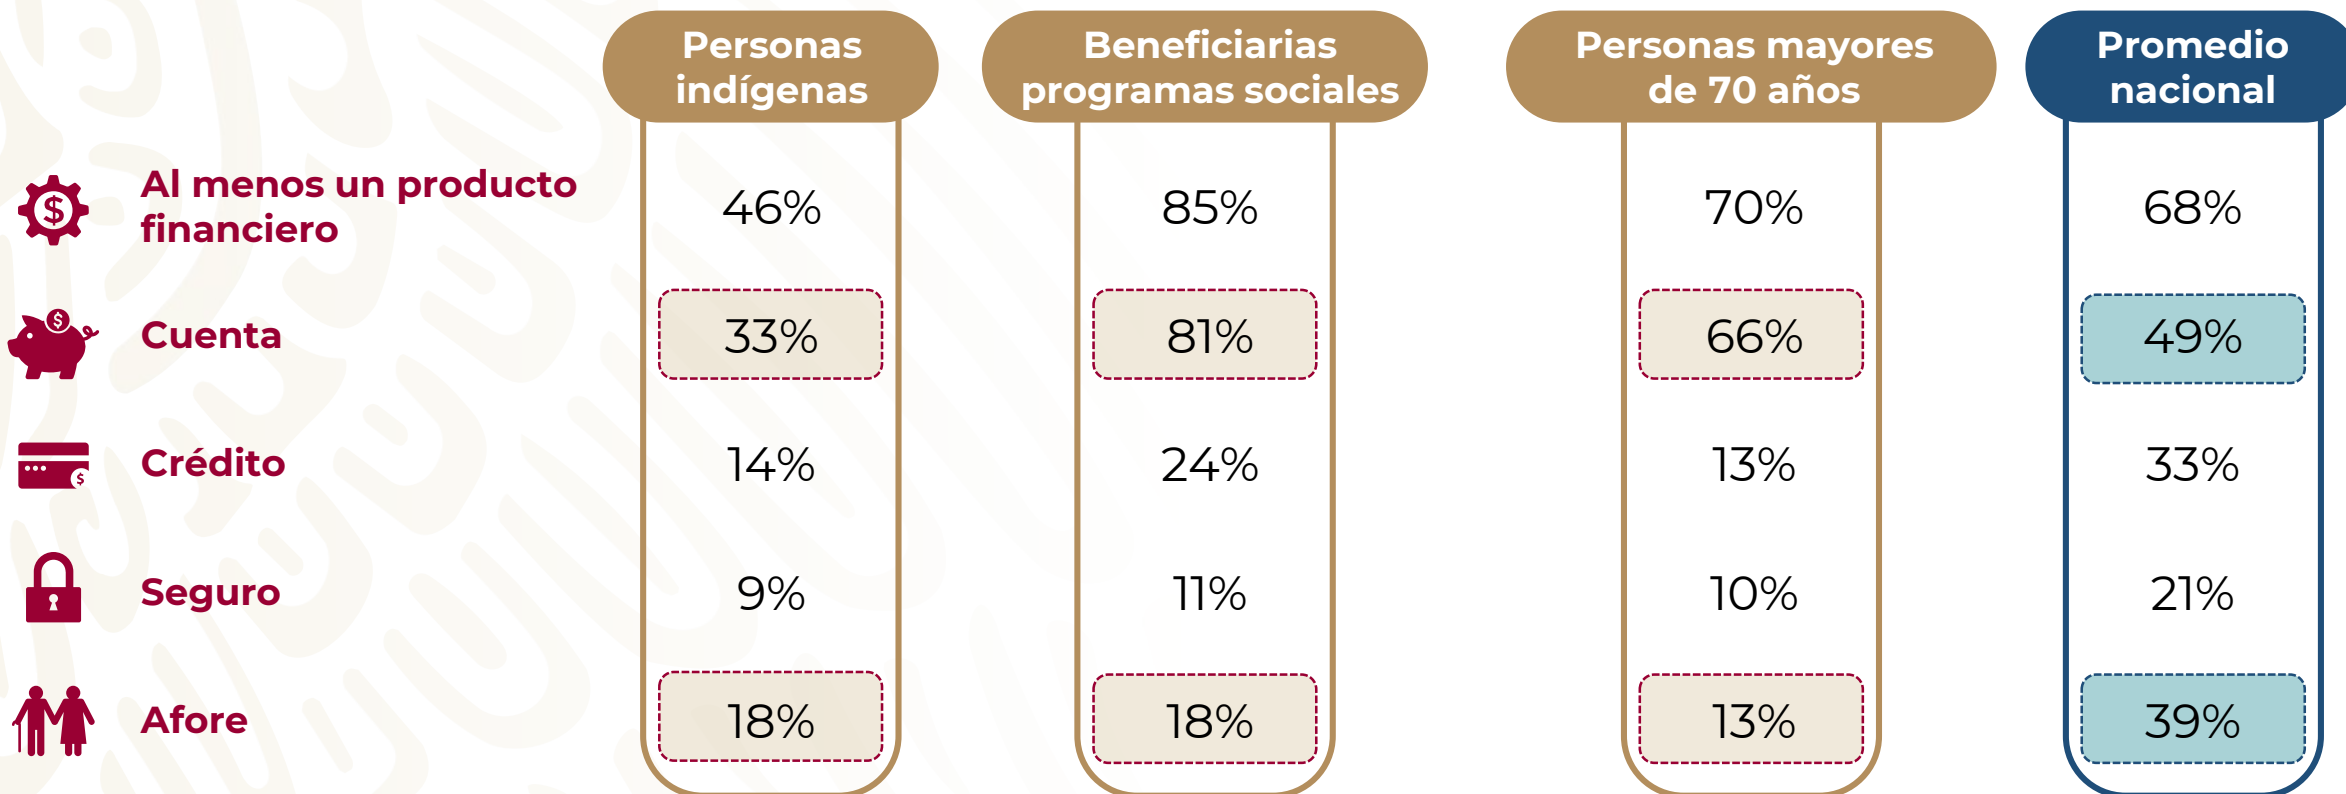 Personas
indígenas
Beneficiarias
programas sociales
Personas mayores
de 70 años
Promedio
nacional
Al menos un producto
financiero
46%
85%
70%
68%
Cuenta
33%
81%
66%
49%
Crédito
14%
24%
13%
33%
Seguro
9%
11%
10%
21%
Afore
18%
18%
13%
39%